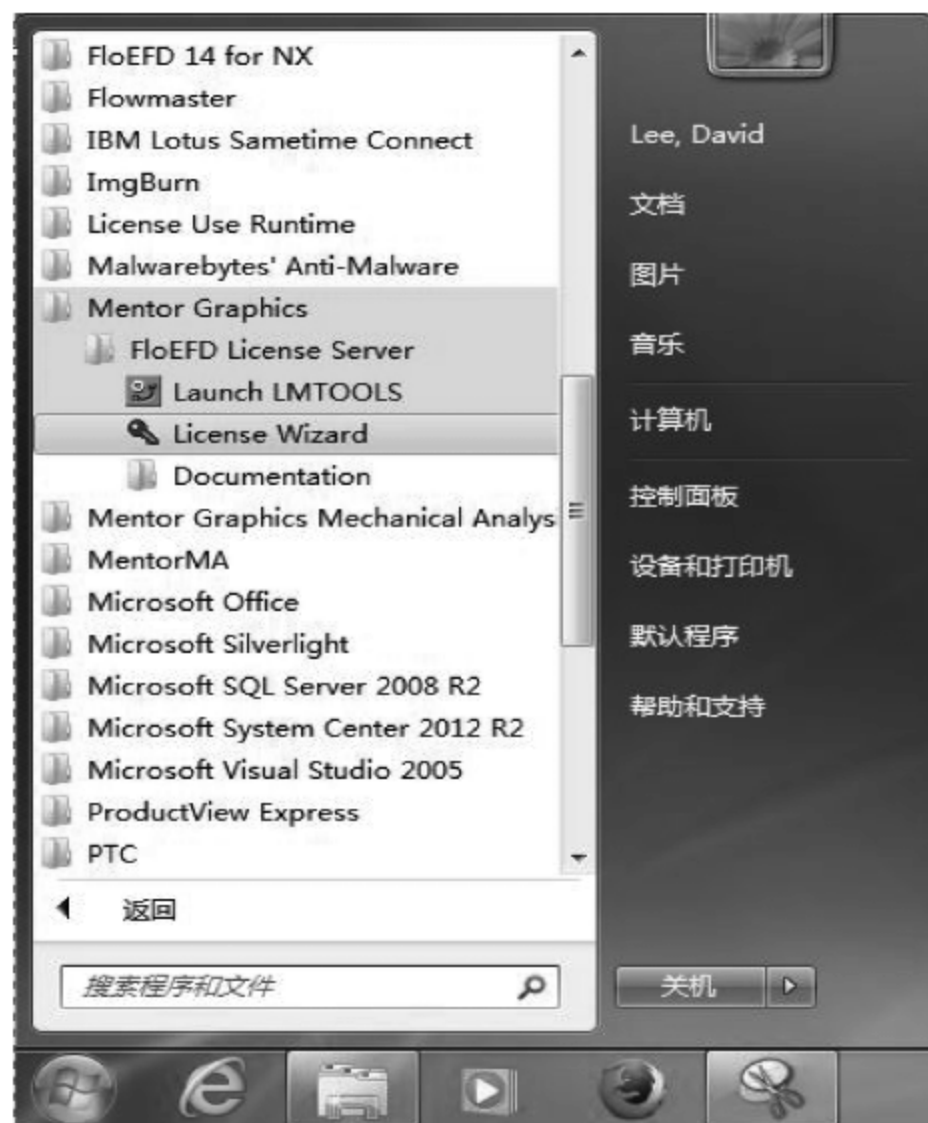 FloEFD 14 for NX
Flowmaster
IBM Lotus Sametime Connect
ImgBurn
License Use Runtime
Malwarebytes' Anti-Malware
Mentor Graphics
FloEFD License Server
Launch LMTOOLS
License Wizard
Documentation
Mentor Graphics Mechanical Analys
MentorMA
Microsoft Office
Microsoft Silverlight
Microsoft SQL Server 2008 R2
Microsoft System Center 2012 R2
Microsoft Visual Studio 2005
ProductView Express
PTC
返回
搜索程序和文件
Lee, David
文档
图片
音乐
计算机
控制面板
设备和打印机
默认程序
帮助和支持
关机